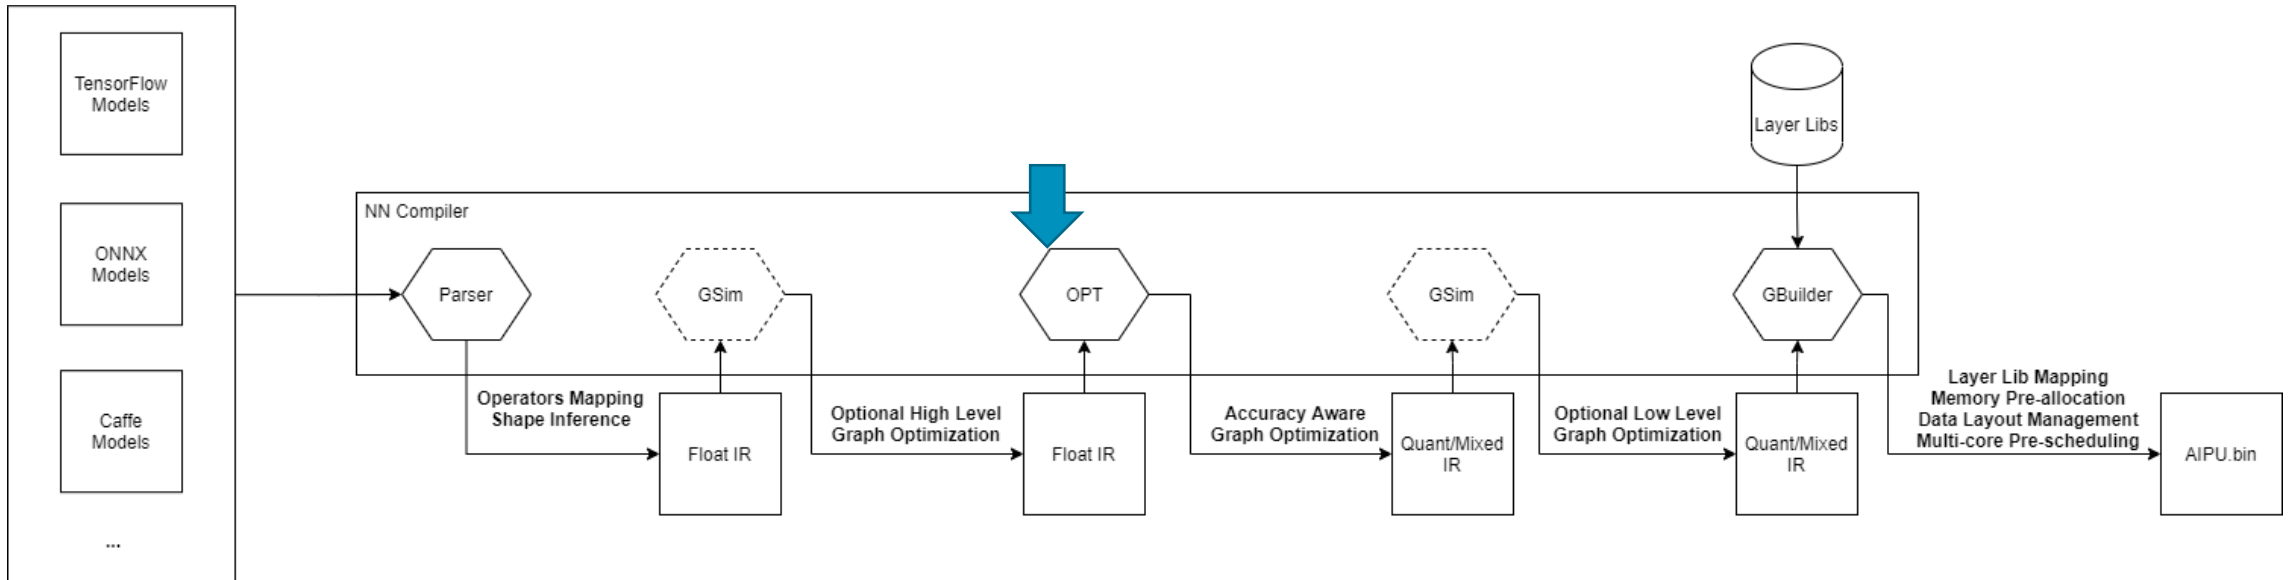 TensorFlow
Models
ONNX
Models
Caffe
Models
...
NN Compiler
Parser
GSim
OPT
GSim
GBuilder
Layer Libs
Operators Mapping
Shape Inference
Float IR
Optional High Level
Graph Optimization
Float IR
Accuracy Aware
Graph Optimization
Quant/Mixed
IR
Optional Low Level
Graph Optimization
Quant/Mixed
IR
Layer Lib Mapping
Memory Pre-allocation
Data Layout Management
Multi-core Pre-scheduling
AIPU.bin